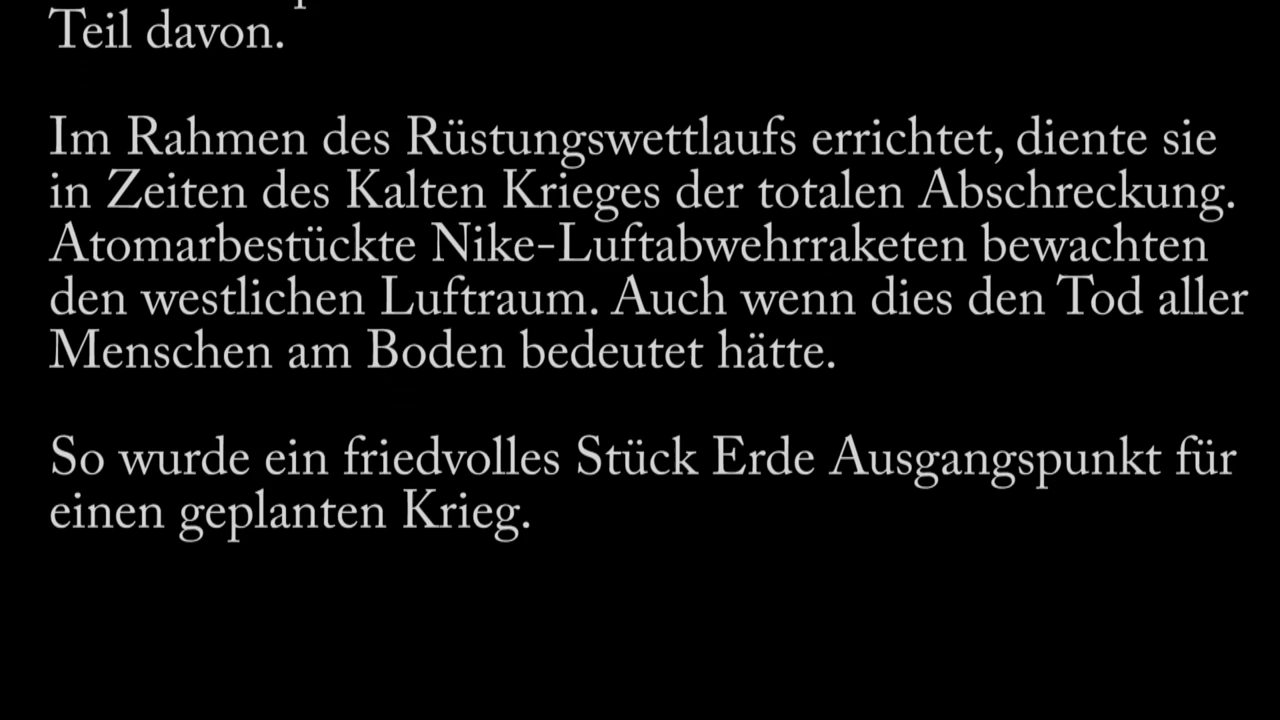 Teil davon.
Im Rahmen des Rüstungswettlaufs errichtet, diente sie
in Zeiten des Kalten Krieges der totalen Abschreckung.
Atomarbestückte Nike-Luftabwehrraketen bewachten
den westlichen Luftraum. Auch wenn dies den Tod aller
Menschen am Boden bedeutet hätte.
So wurde ein friedvolles Stück Erde Ausgangspunkt für
einen geplanten Krieg.